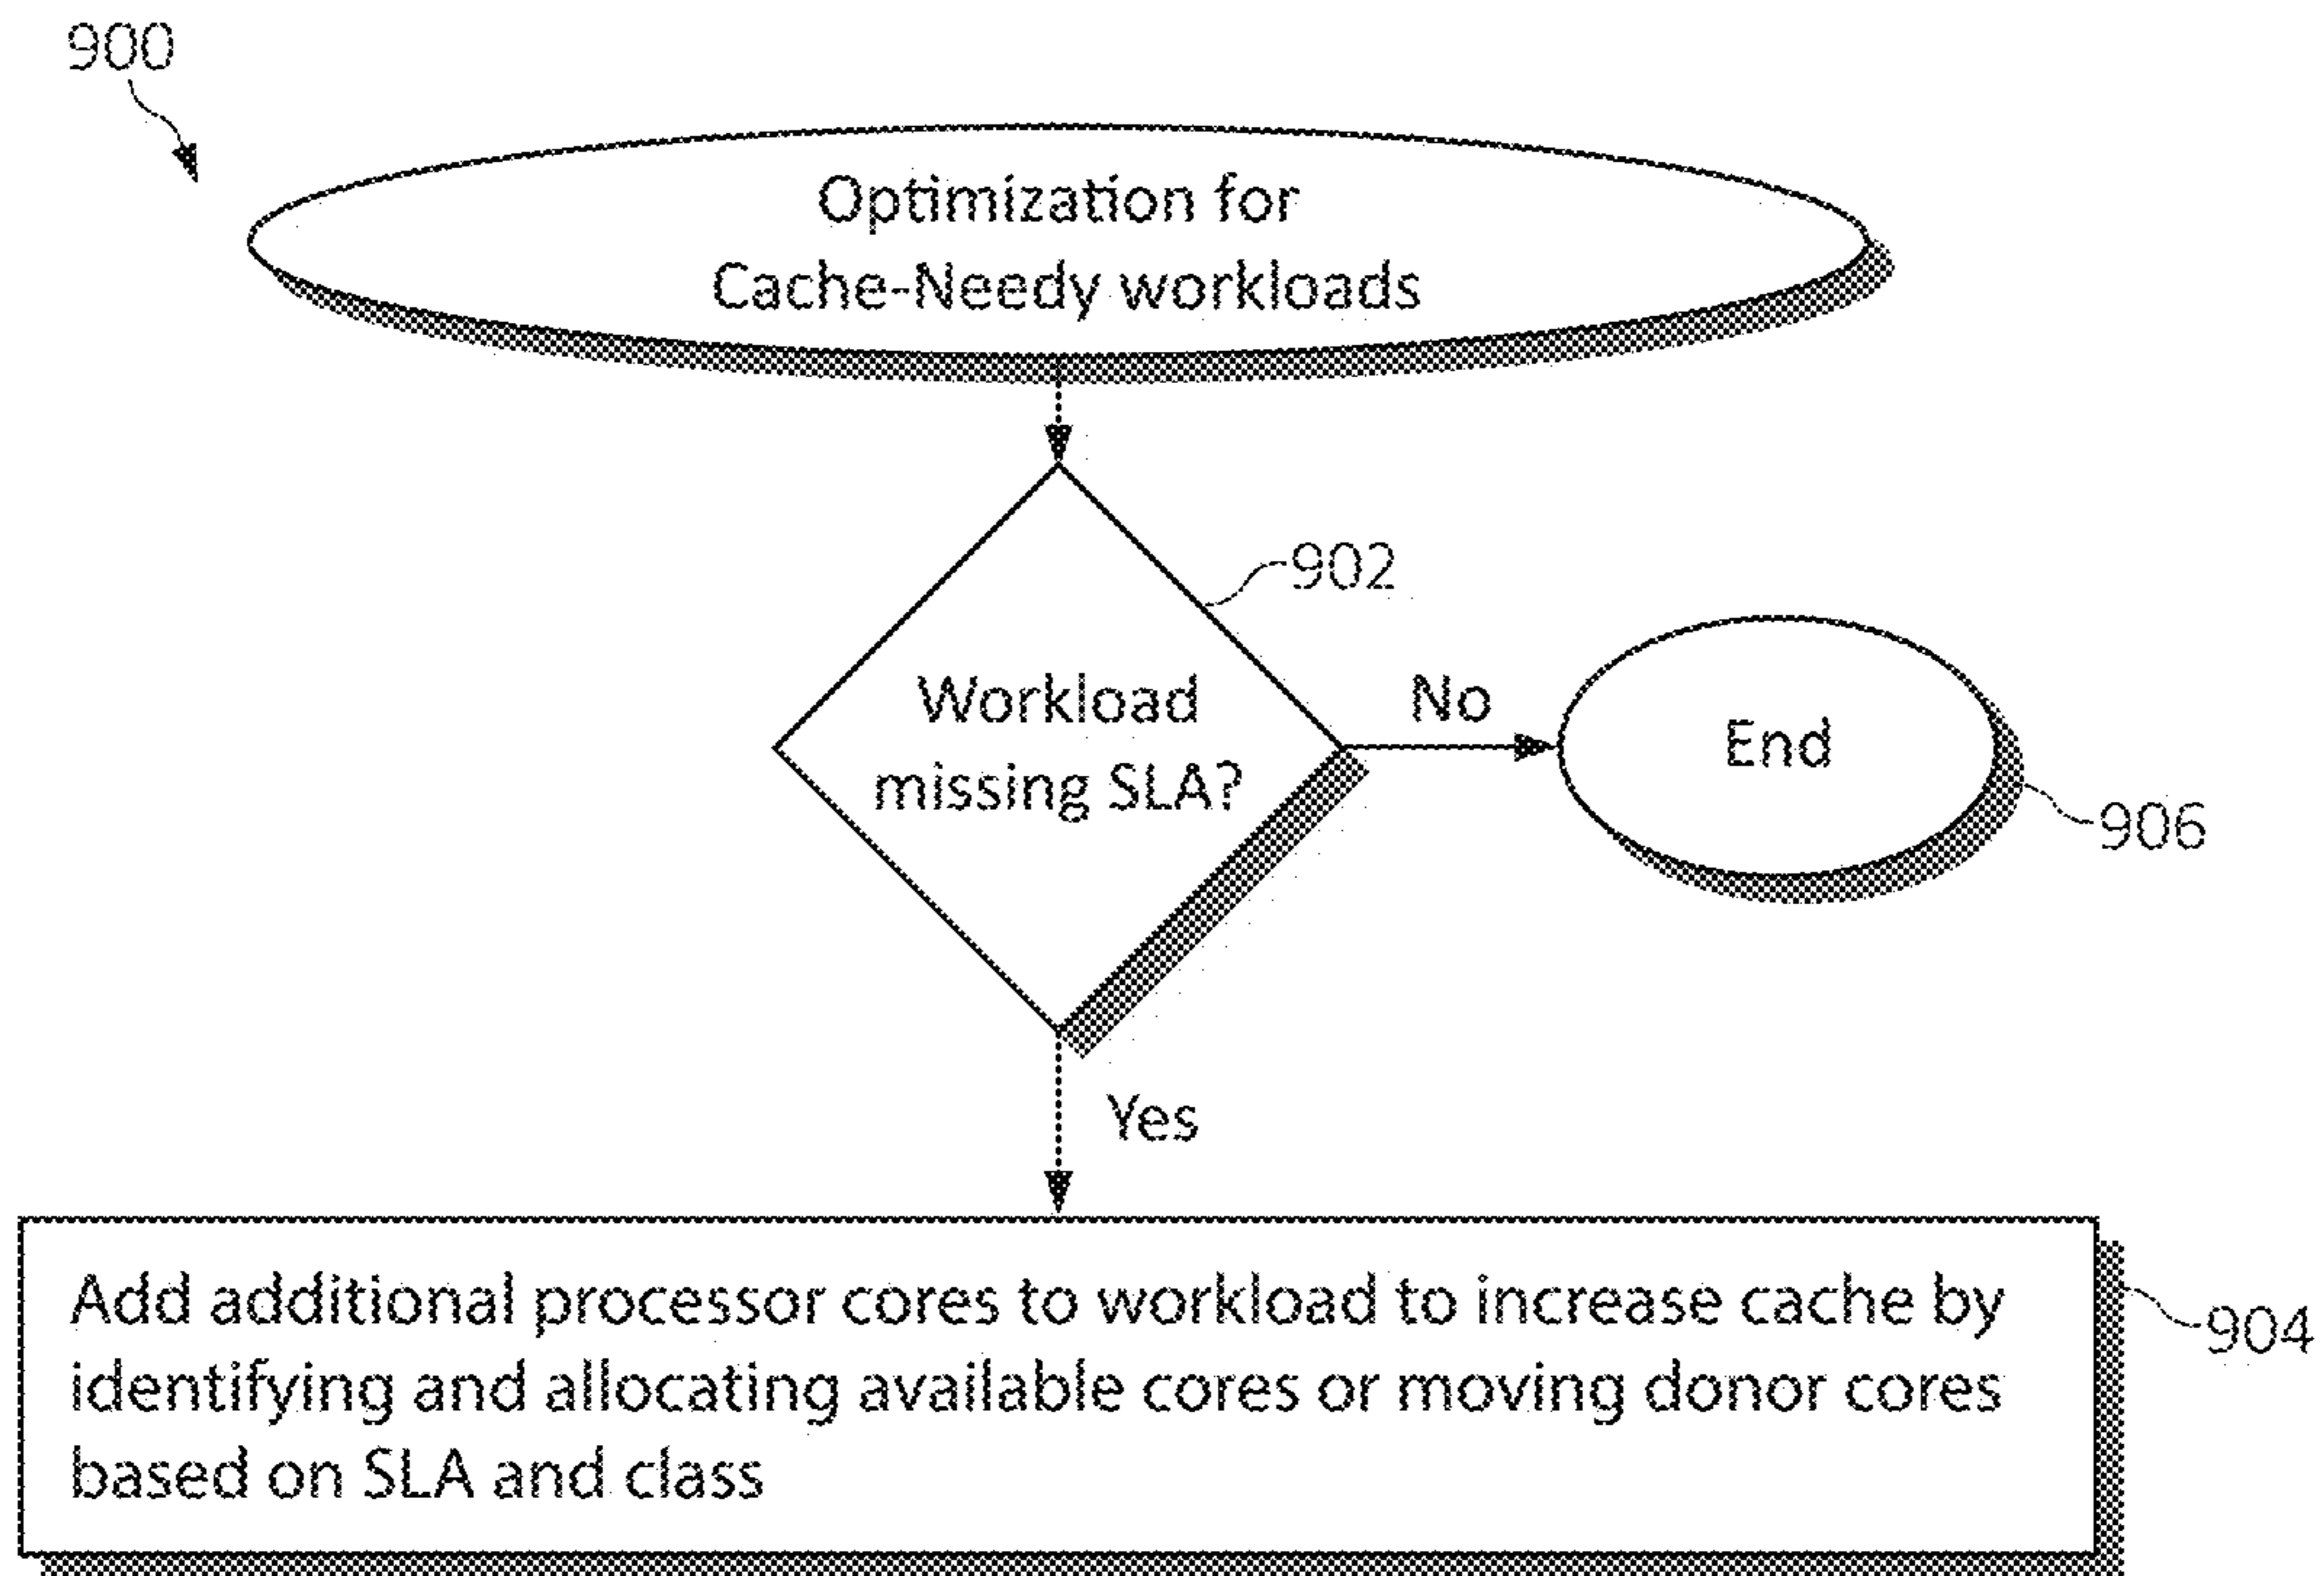 900
Optimization for
Cache-Needy workloads
902
Workload
missing SLA?
No
End
906
Yes
Add additional processor cores to workload to increase cache by
identifying and allocating available cores or moving donor cores
based on SLA and class
904